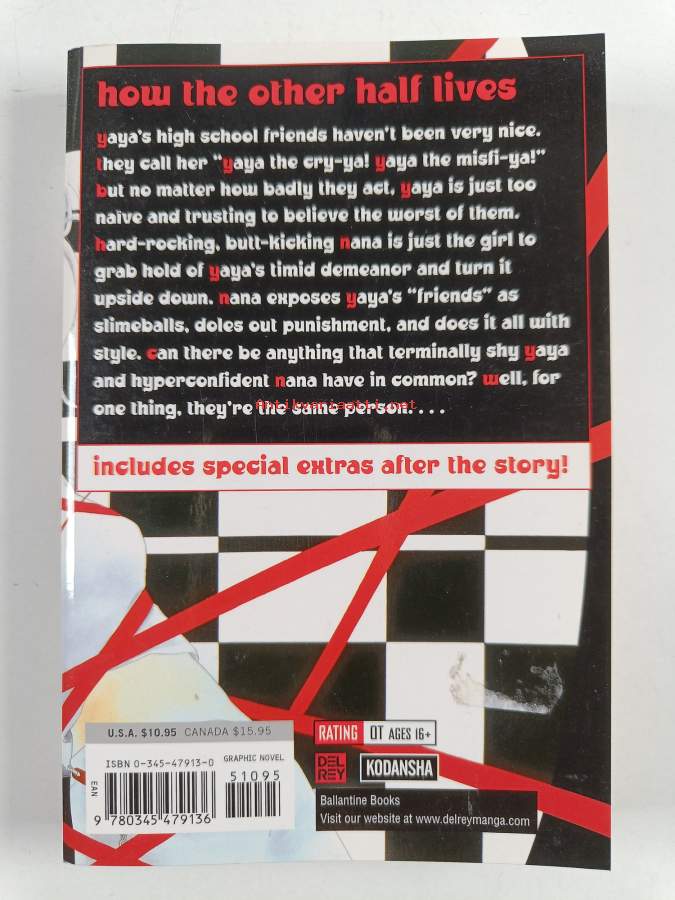 how the other half lives
yaya's high school friends haven't been very nice.
they call her "yaya the cry-ya! yaya the misfi-ya!"
but no matter how badly they act, yaya is just too
naïve and trusting to believe the worst of them.
hard-rocking, butt-kicking nana is just the girl to
grab hold of yaya's timid demeanor and turn it
upside down. nana exposes yaya's "friends" as
slimeballs, doles out punishment, and does it all with
style. can there be anything that terminally shy yaya
and hyperconfident nana have in common? well, for
one thing, they're the same person. . . .
Antikvariaatti.net
includes special extras after the story!
U.S.A. $10.95 CANADA $15.95
ISBN 0-345-47913-0 GRAPHIC NOVEL
51095
EAN
9 780345 479136
RATING OT AGES 16+
DEL REY KODANSHA
Ballantine Books
Visit our website at www.delreymanga.com